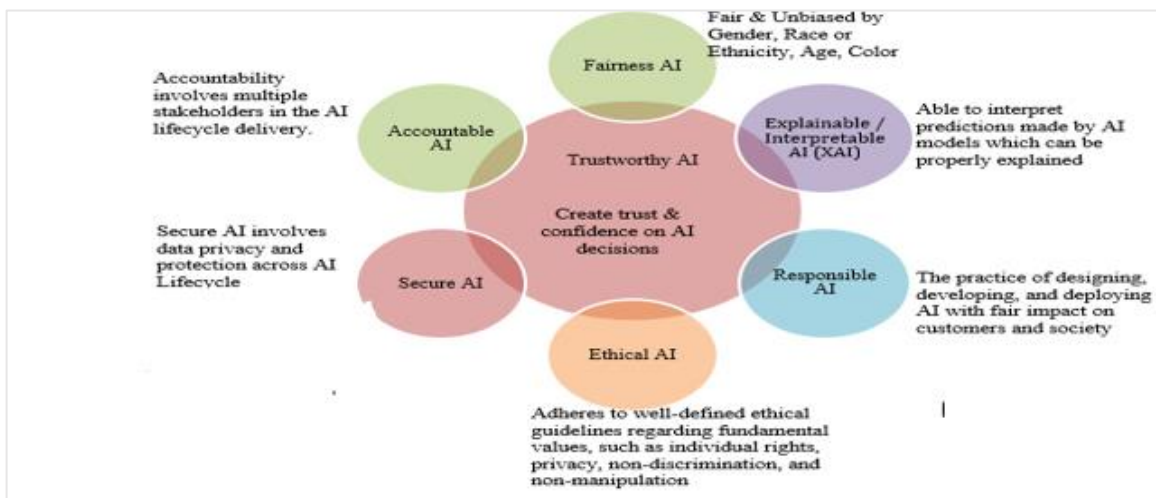 Fair & Unbiased by
Gender, Race or
Ethnicity, Age, Color
Fairness AI
Accountability
involves multiple
stakeholders in the AI
lifecycle delivery.
Accountable
AI
Explainable /
Interpretable
AI (XAI)
Able to interpret
predictions made by AI
models which can be
properly explained
Trustworthy AI
Create trust &
confidence on AI
decisions
Secure AI involves
data privacy and
protection across AI
Lifecycle
Secure AI
Responsible
AI
The practice of designing,
developing, and deploying
AI with fair impact on
customers and society
Ethical AI
Adheres to well-defined ethical
guidelines regarding fundamental
values, such as individual rights,
privacy, non-discrimination, and
non-manipulation